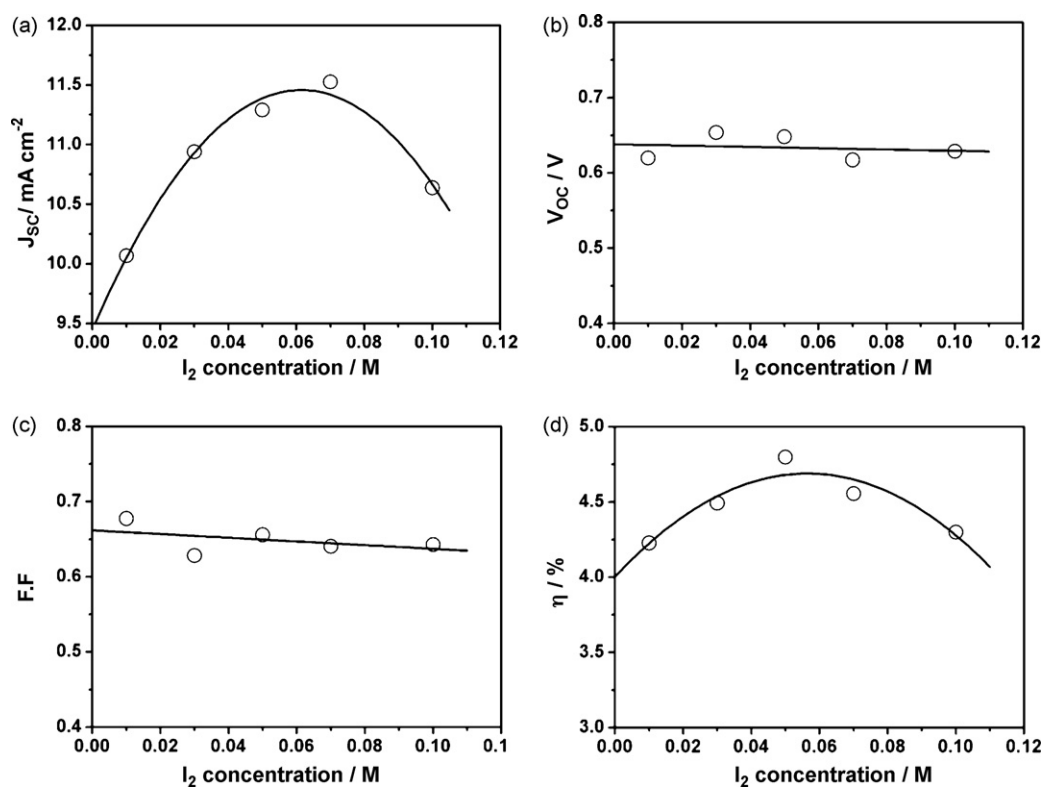 (a)
12.0
11.5
11.0
10.5
10.0
9.5
J_SC/ mA cm⁻²
0.00 0.02 0.04 0.06 0.08 0.10 0.12
I₂ concentration / M
(b)
0.8
0.7
0.6
0.5
0.4
V_OC / V
0.00 0.02 0.04 0.06 0.08 0.10 0.12
I₂ concentration / M
(c)
0.8
0.7
0.6
0.5
0.4
F.F
0.00 0.02 0.04 0.06 0.08 0.10 0.1
I₂ concentration / M
(d)
5.0
4.5
4.0
3.5
3.0
η / %
0.00 0.02 0.04 0.06 0.08 0.10 0.12
I₂ concentration / M